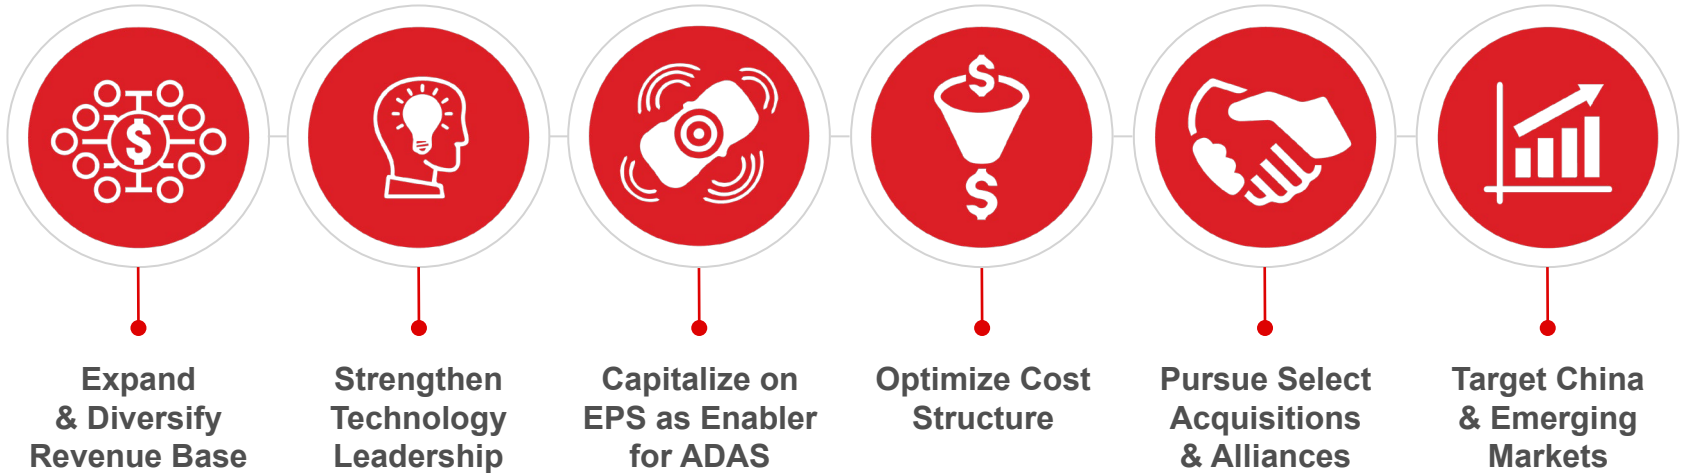 $
$
$
Expand
& Diversify
Revenue Base
Strengthen
Technology
Leadership
Capitalize on
EPS as Enabler
for ADAS
Optimize Cost
Structure
Pursue Select
Acquisitions
& Alliances
Target China
& Emerging
Markets